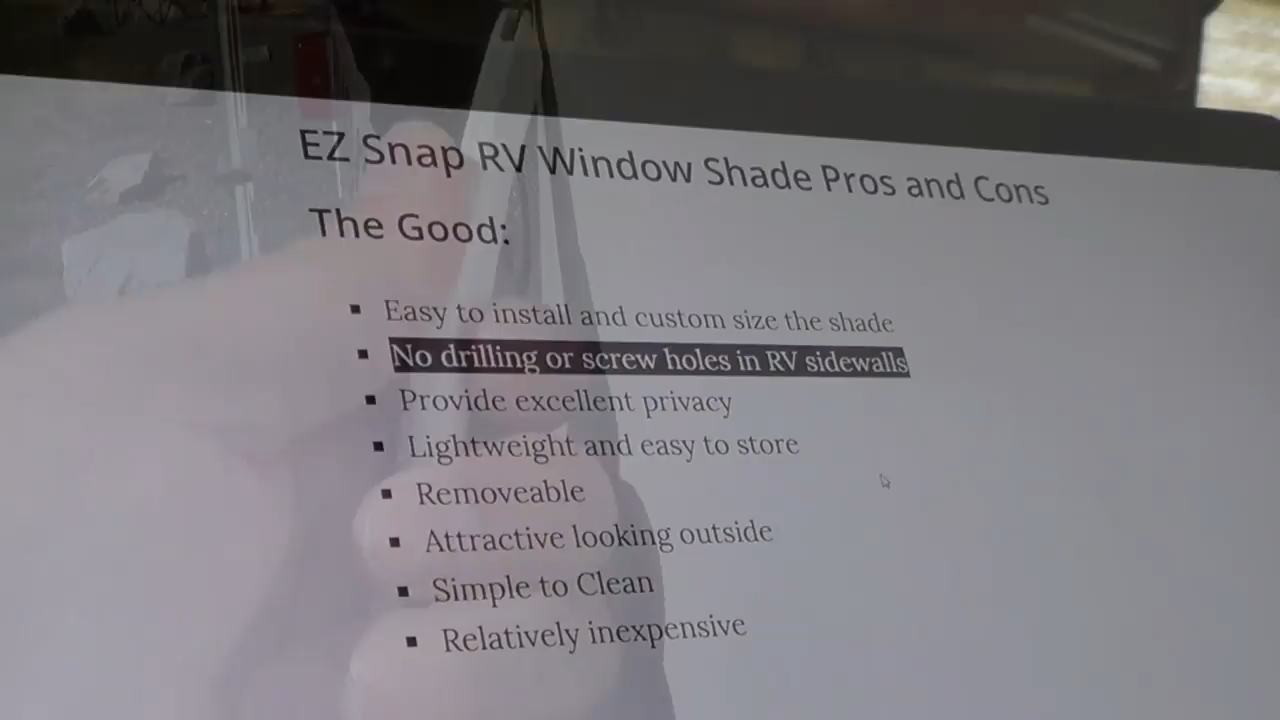 EZ Snap RV Window Shade Pros and Cons
The Good:
Easy to install and custom size the shade
No drilling or screw holes in RV sidewalls
Provide excellent privacy
Lightweight and easy to store
Removeable
Attractive looking outside
Simple to Clean
Relatively inexpensive